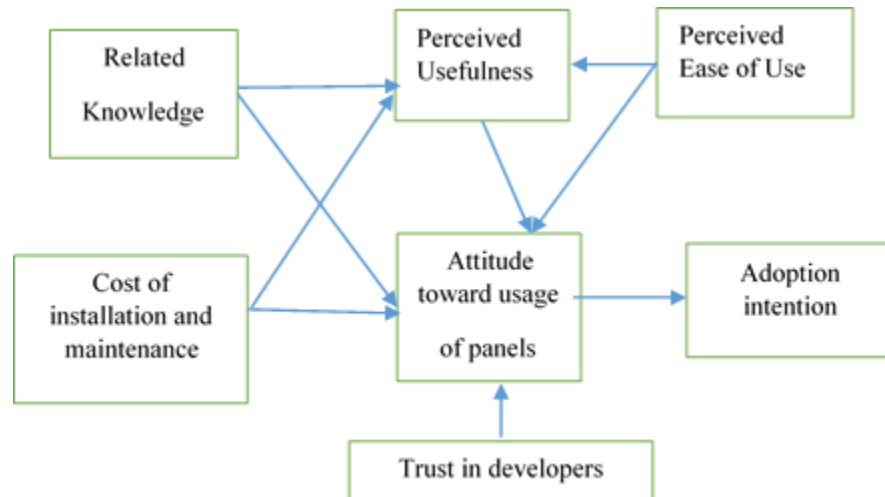 Related
Knowledge
Perceived
Usefulness
Perceived
Ease of Use
Cost of
installation and
maintenance
Attitude
toward usage
of panels
Adoption
intention
Trust in developers